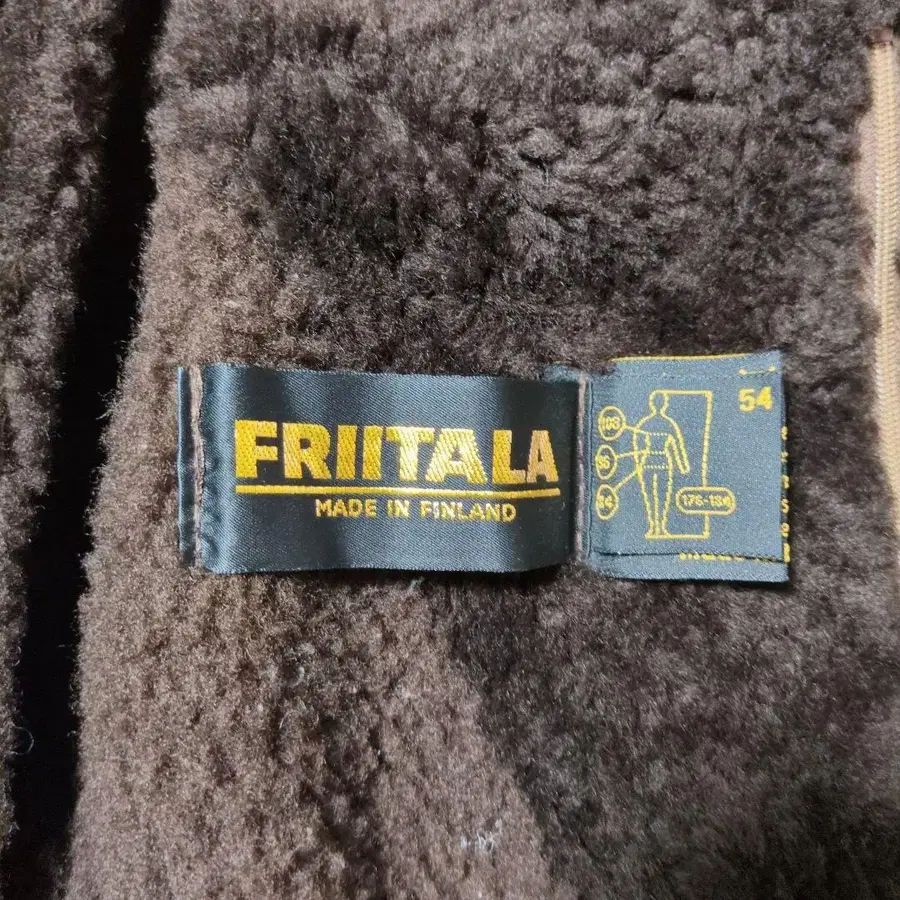 FRIITALA
MADE IN FINLAND
54
108
176-184